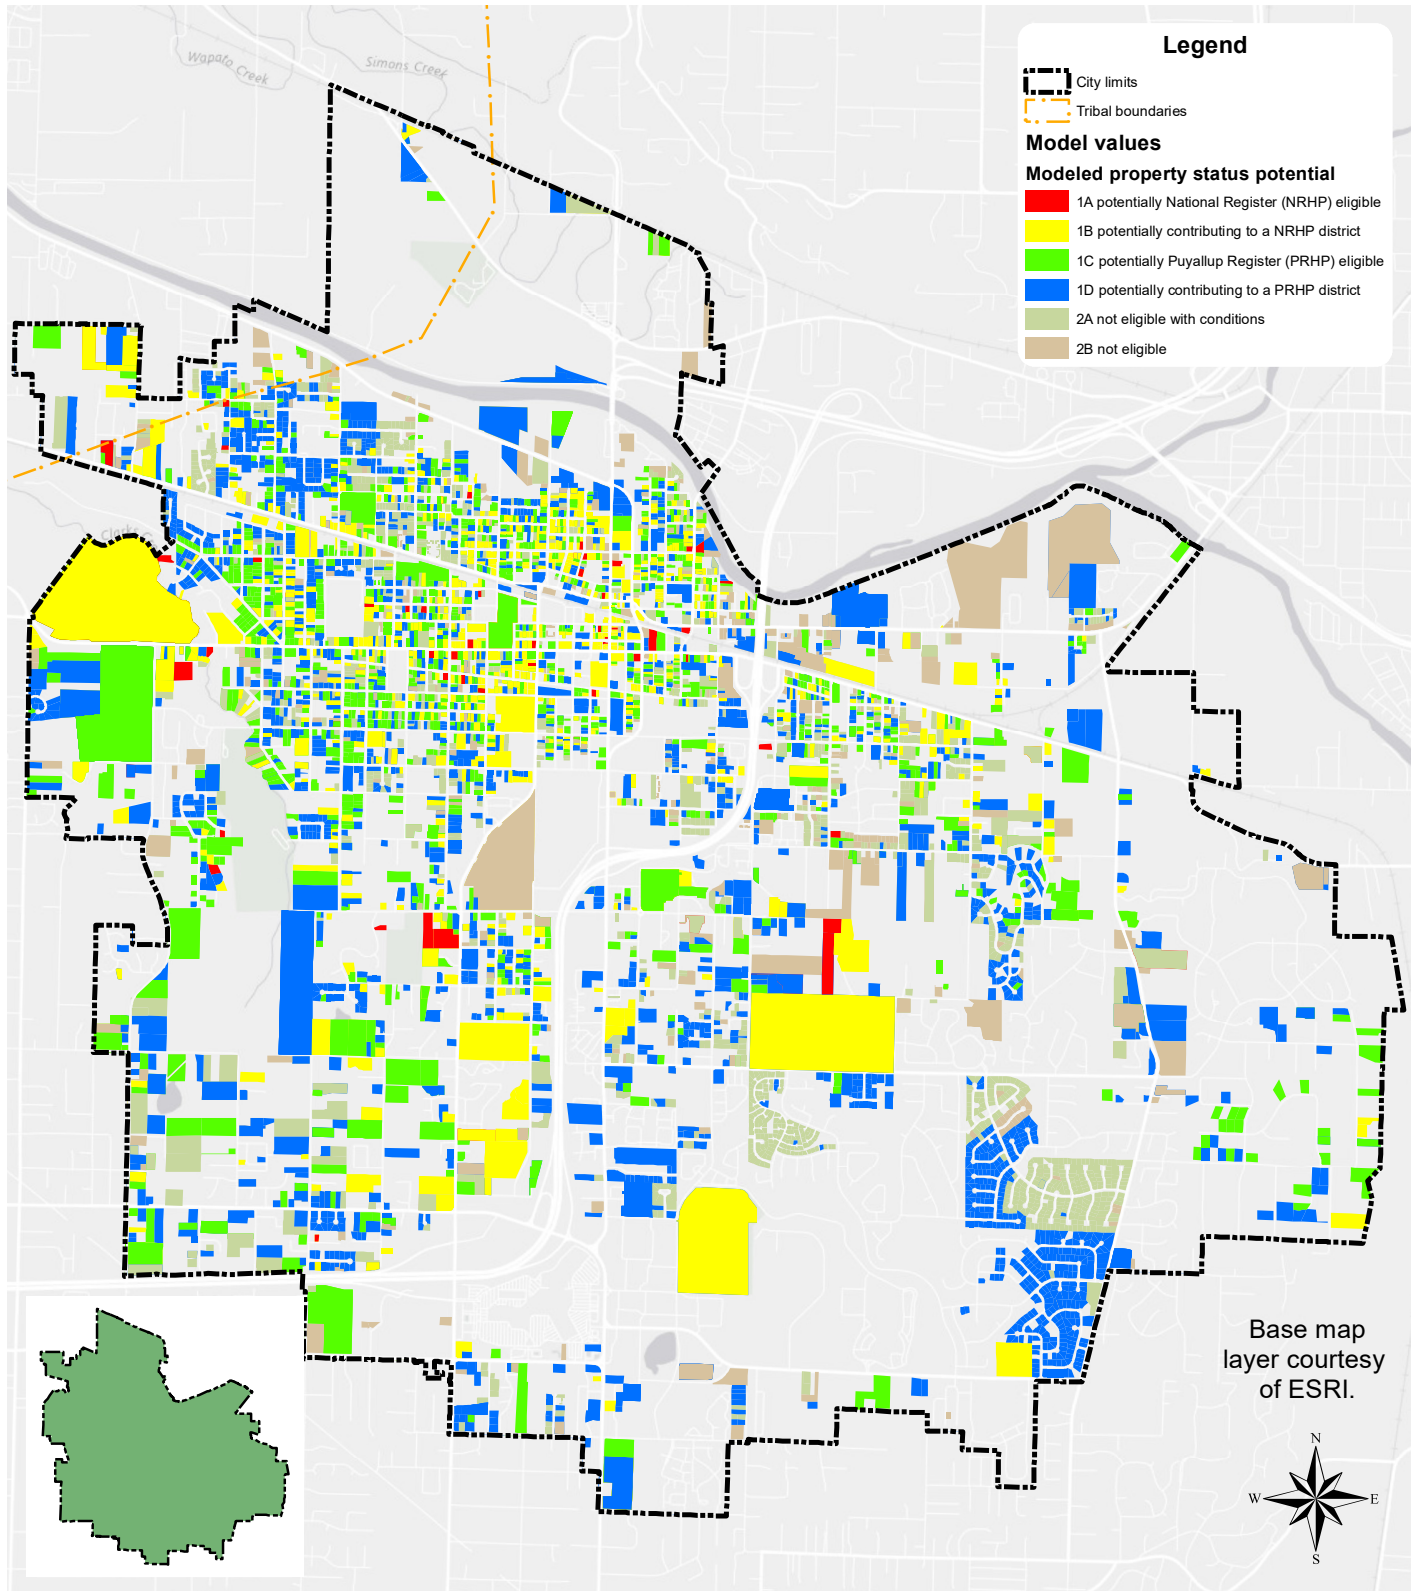 Wapato Creek
Simons Creek
Legend
City limits
Tribal boundaries
Model values
Modeled property status potential
1A potentially National Register (NRHP) eligible
1B potentially contributing to a NRHP district
1C potentially Puyallup Register (PRHP) eligible
1D potentially contributing to a PRHP district
2A not eligible with conditions
2B not eligible
Clarks
Base map
layer courtesy
of ESRI.
N
W
E
S